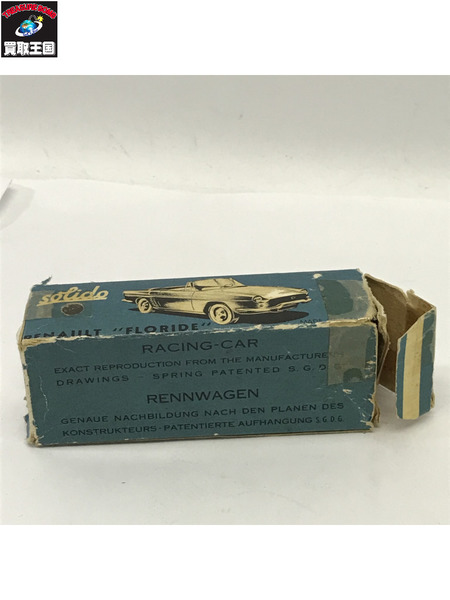 買取王国
solido
RENAULT "FLORIDE"
RACING-CAR
EXACT REPRODUCTION FROM THE MANUFACTURER
DRAWINGS - SPRING PATENTED S.G.D
RENNWAGEN
GENAUE NACHBILDUNG NACH DEN PLANEN DES
KONSTRUKTEURS-PATENTIERTE AUFHANGUNG S.G.D.G.